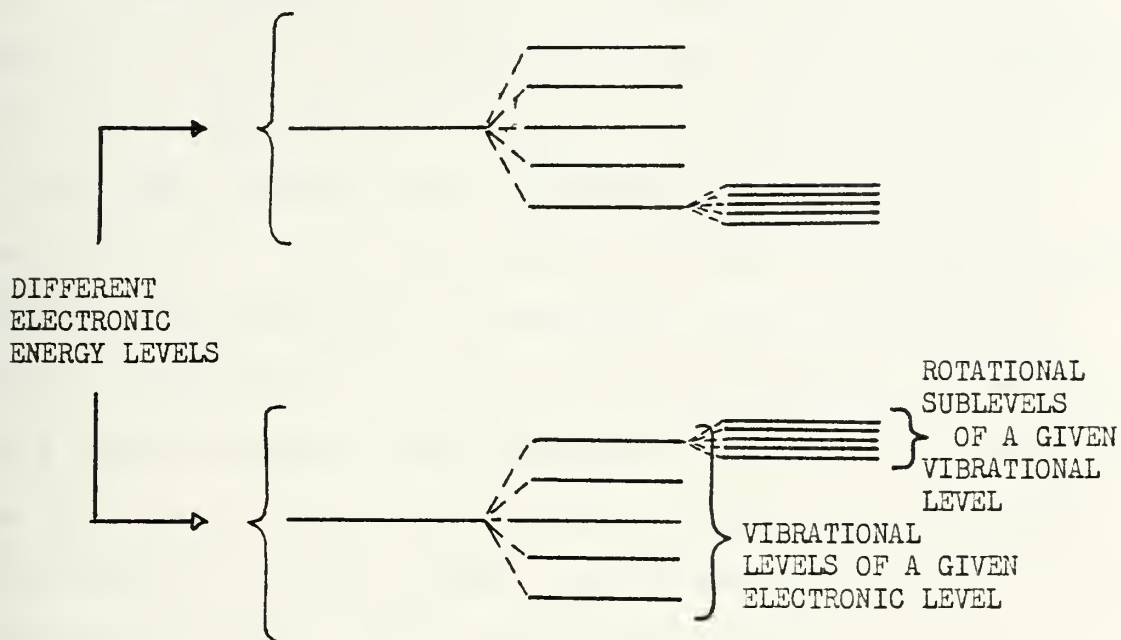 DIFFERENT
ELECTRONIC
ENERGY LEVELS
ROTATIONAL
SUBLEVELS
OF A GIVEN
VIBRATIONAL
LEVEL
VIBRATIONAL
LEVELS OF A GIVEN
ELECTRONIC LEVEL